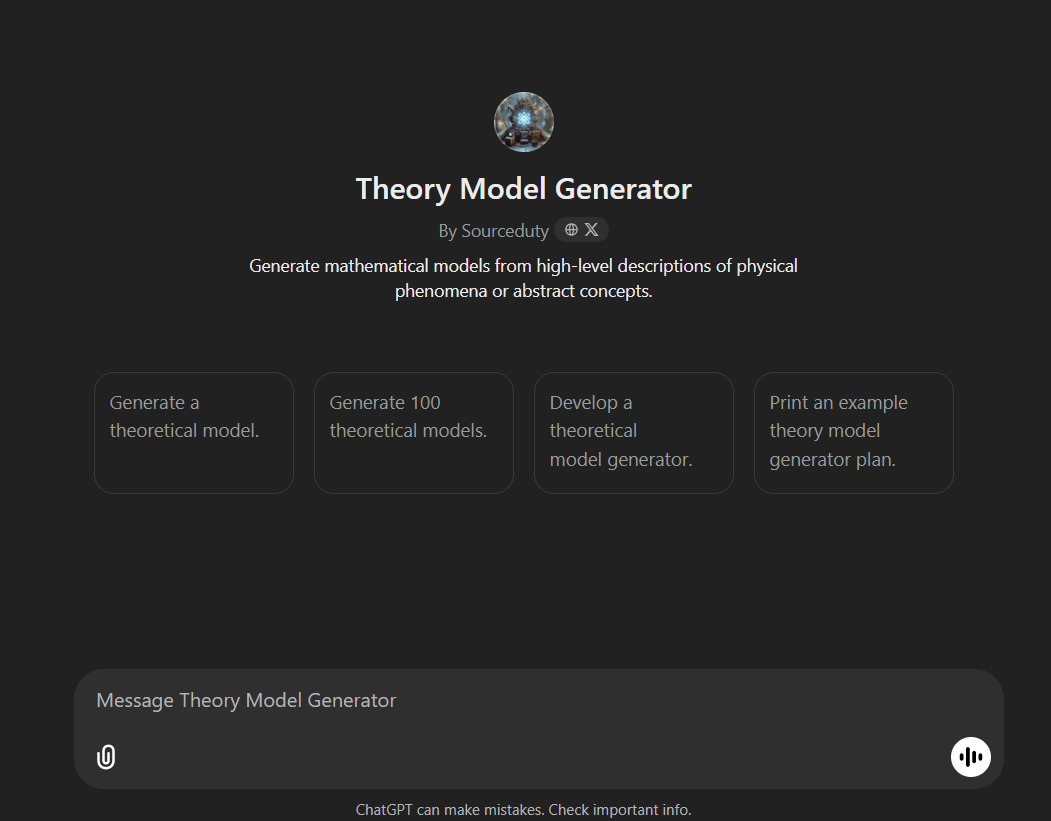 Theory Model Generator
By Sourceduty
Generate mathematical models from high-level descriptions of physical
phenomena or abstract concepts.
Generate a
theoretical model.
Generate 100
theoretical models.
Develop a
theoretical
model generator.
Print an example
theory model
generator plan.
Message Theory Model Generator
ChatGPT can make mistakes. Check important info.